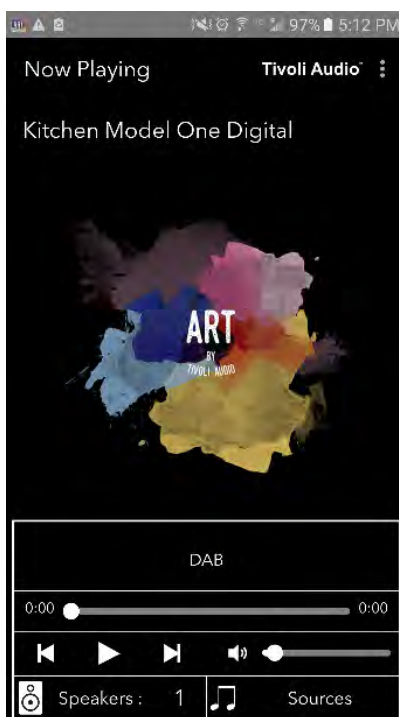 97% 5:12 PM
Now Playing Tivoli Audio
Kitchen Model One Digital
ART
BY
TIVOLI AUDIO
DAB
0:00 0:00
Speakers : 1 Sources